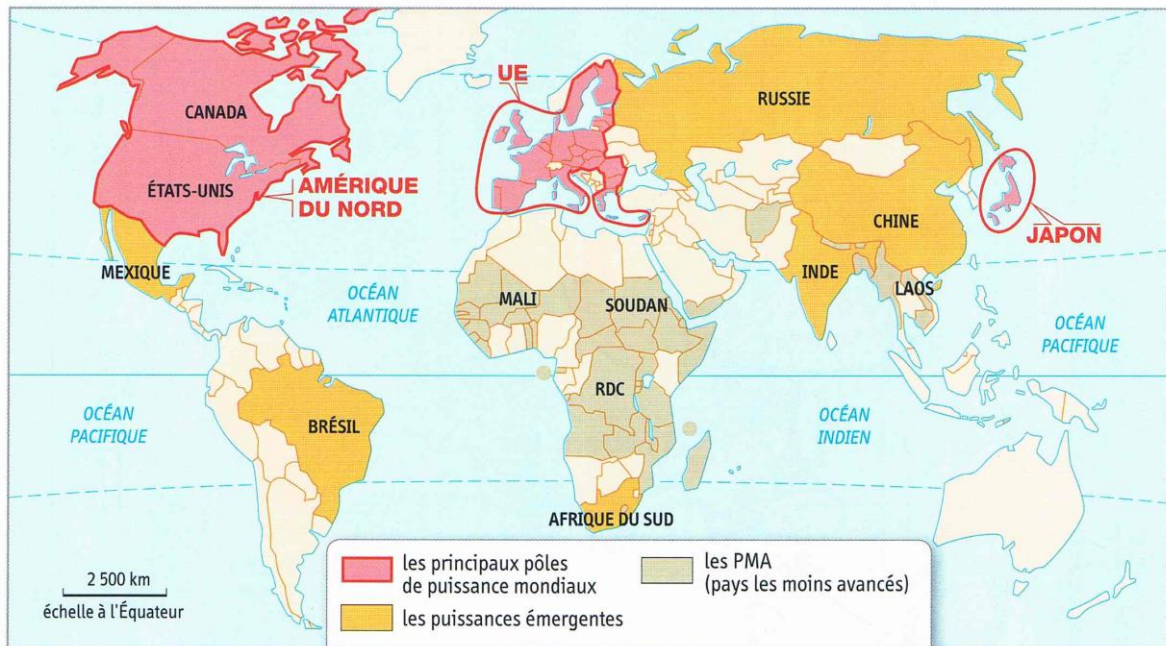 UE
RUSSIE
CANADA
ÉTATS-UNIS
AMÉRIQUE
DU NORD
CHINE
JAPON
MEXIQUE
INDE
OCÉAN
ATLANTIQUE
MALI
SOUDAN
LAOS
OCÉAN
PACIFIQUE
RDC
OCÉAN
PACIFIQUE
BRÉSIL
OCÉAN
INDIEN
AFRIQUE DU SUD
2 500 km
échelle à l'Équateur
les principaux pôles
de puissance mondiaux
les puissances émergentes
les PMA
(pays les moins avancés)